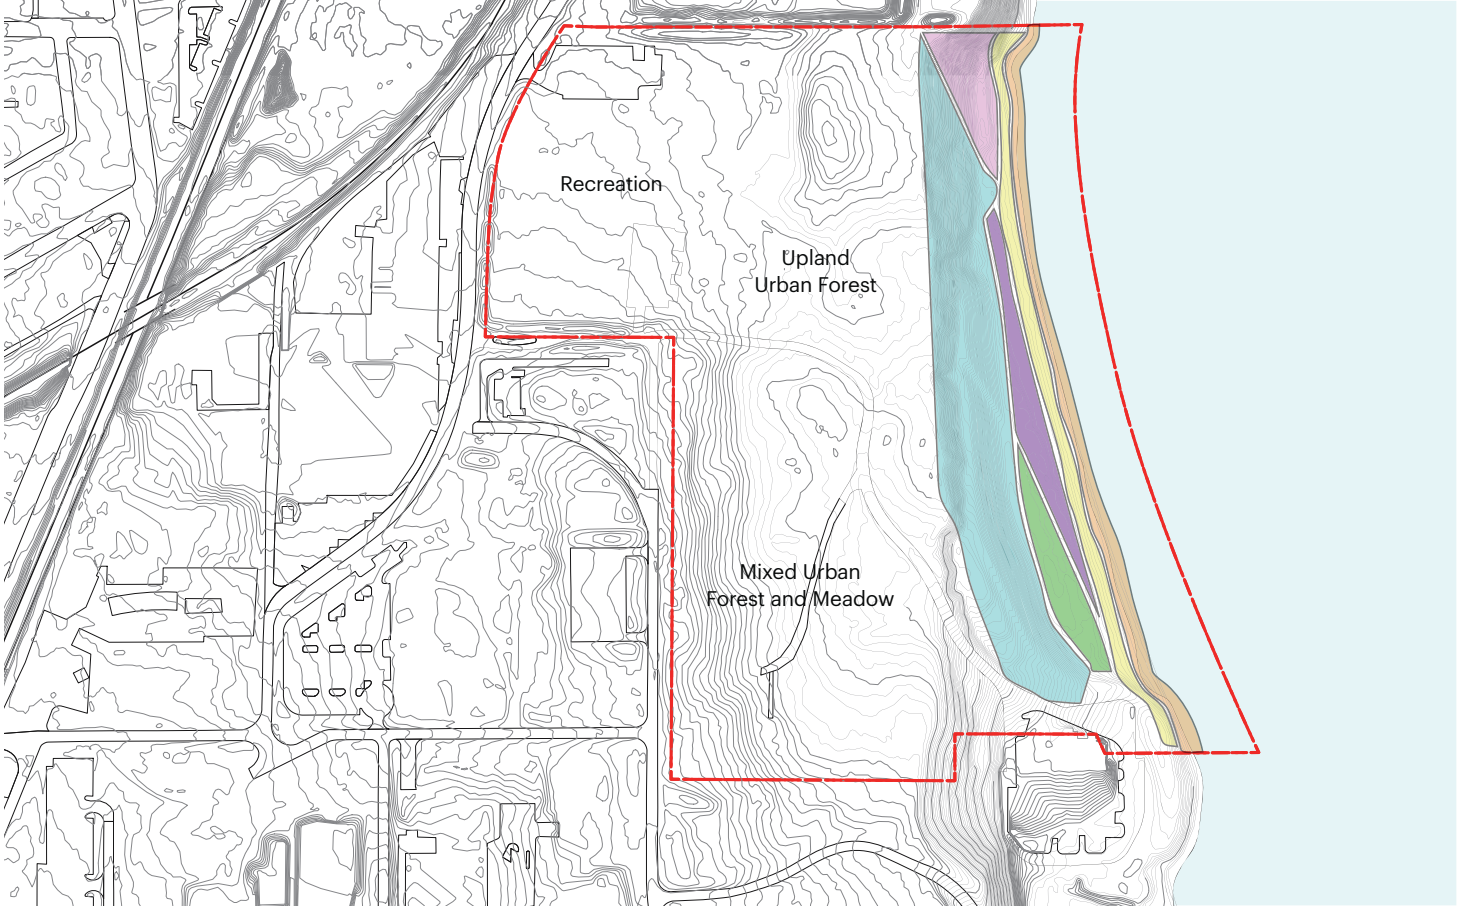 Recreation
Upland
Urban Forest
Mixed Urban
Forest and Meadow